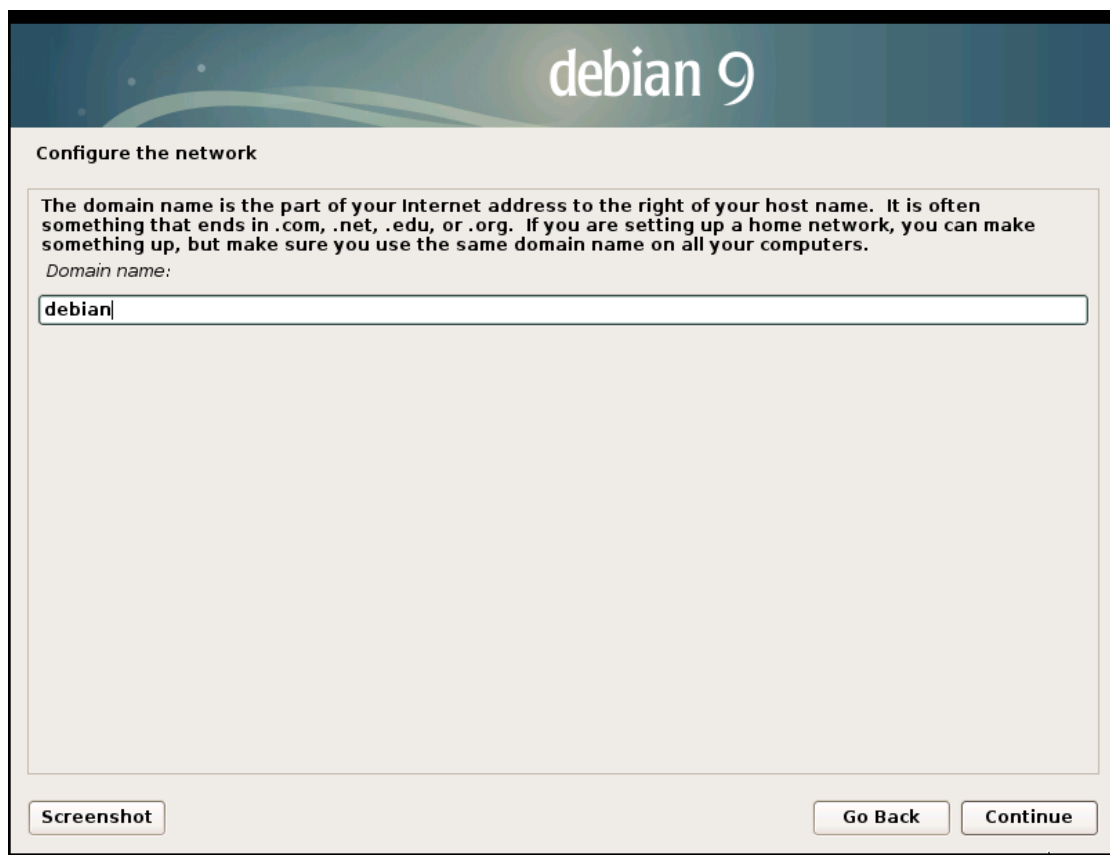 debian 9
Configure the network
The domain name is the part of your Internet address to the right of your host name.  It is often
something that ends in .com, .net, .edu, or .org.  If you are setting up a home network, you can make
something up, but make sure you use the same domain name on all your computers.
Domain name:
debian
Screenshot
Go Back
Continue